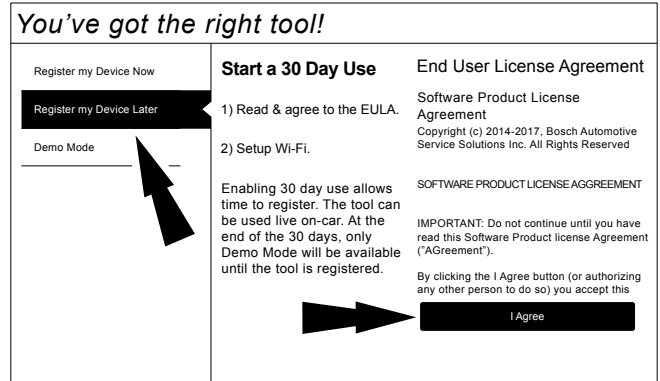 You've got the right tool!
Register my Device Now
Register my Device Later
Demo Mode
Start a 30 Day Use
1) Read & agree to the EULA.
2) Setup Wi-Fi.
Enabling 30 day use allows
time to register. The tool can
be used live on-car. At the
end of the 30 days, only
Demo Mode will be available
until the tool is registered.
End User License Agreement
Software Product License
Agreement
Copyright (c) 2014-2017, Bosch Automotive
Service Solutions Inc. All Rights Reserved
SOFTWARE PRODUCT LICENSE AGGREEMENT
IMPORTANT: Do not continue until you have
read this Software Product license Agreement
("AGreement").
By clicking the I Agree button (or authorizing
any other person to do so) you accept this
I Agree